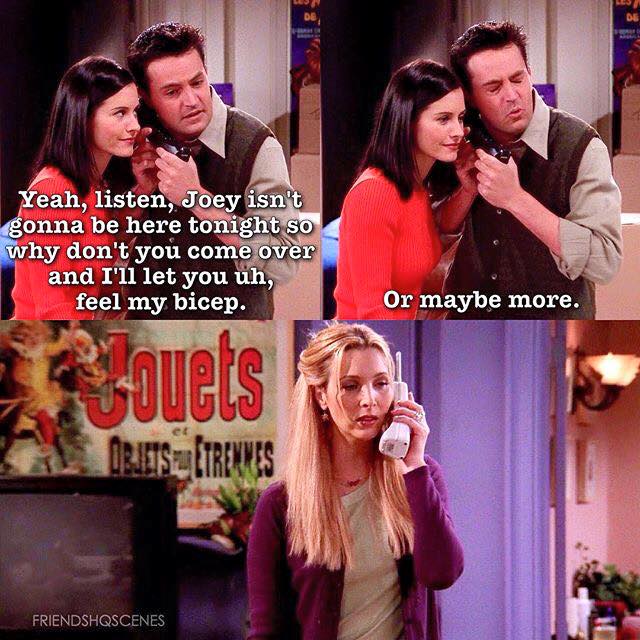 Yeah, listen, Joey isn't
gonna be here tonight so
why don't you come over
and I'll let you uh,
feel my bicep.
Or maybe more.
Jouets
et
OBJETS ETRENNES
FRIENDSHQSCENES